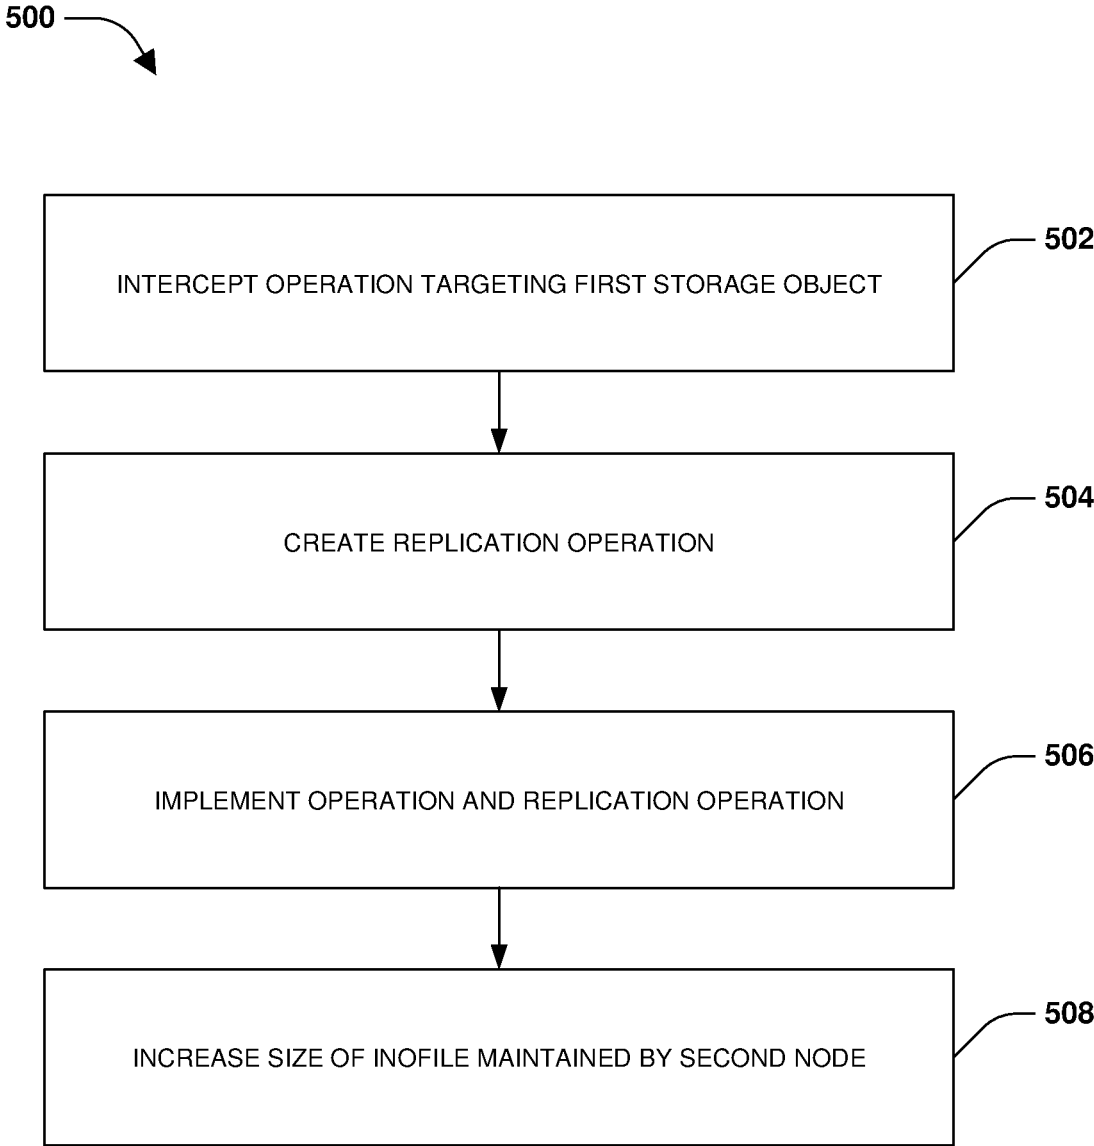 500
INTERCEPT OPERATION TARGETING FIRST STORAGE OBJECT
502
CREATE REPLICATION OPERATION
504
IMPLEMENT OPERATION AND REPLICATION OPERATION
506
INCREASE SIZE OF INOFILE MAINTAINED BY SECOND NODE
508